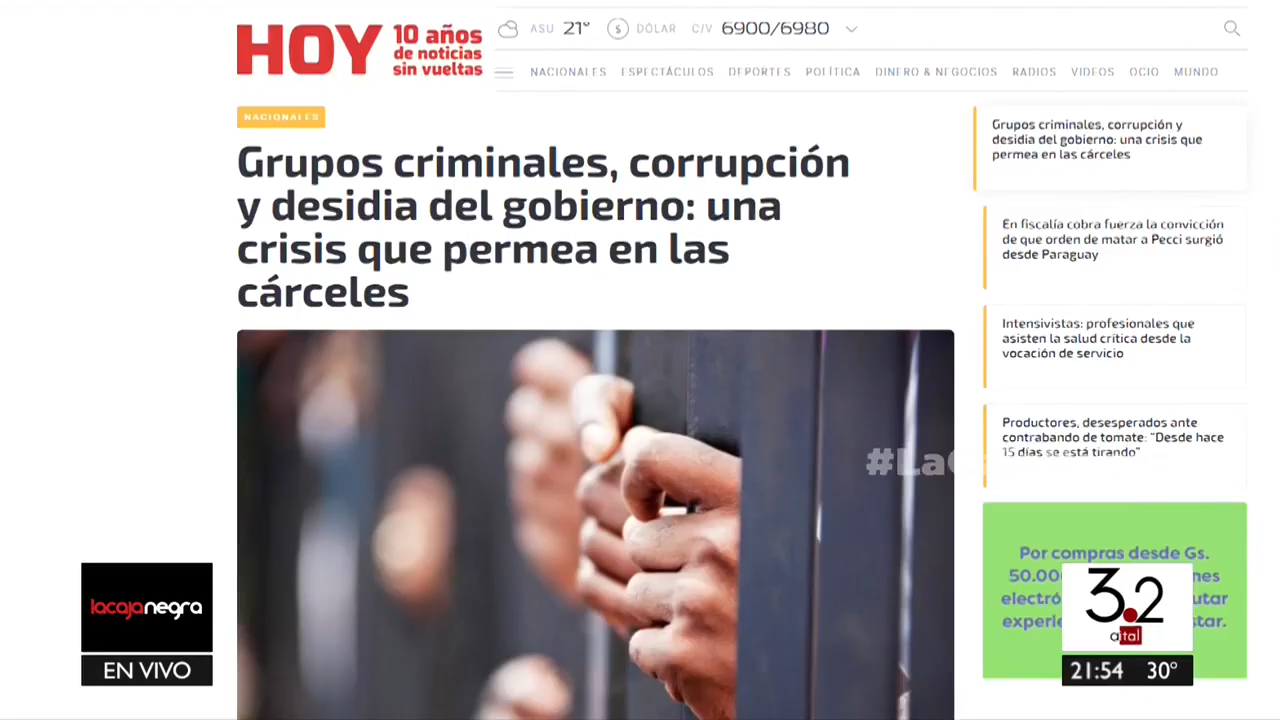 HOY
10 años
de noticias
sin vueltas
ASU 21° $ DÓLAR C/V 6900/6980
NACIONALES ESPECTÁCULOS DEPORTES POLÍTICA DINERO & NEGOCIOS RADIOS VIDEOS OCIO MUNDO
NACIONALES
Grupos criminales, corrupción
y desidia del gobierno: una
crisis que permea en las
cárceles
Grupos criminales, corrupción y
desidia del gobierno: una crisis que
permea en las cárceles
En fiscalía cobra fuerza la convicción
de que orden de matar a Pecci surgió
desde Paraguay
Intensivistas: profesionales que
asisten la salud crítica desde la
vocación de servicio
Productores, desesperados ante
contrabando de tomate: "Desde hace
15 días se está tirando"
Por compras desde Gs.
lacajanegra
EN VIVO
3.2
aital
21:54 30°